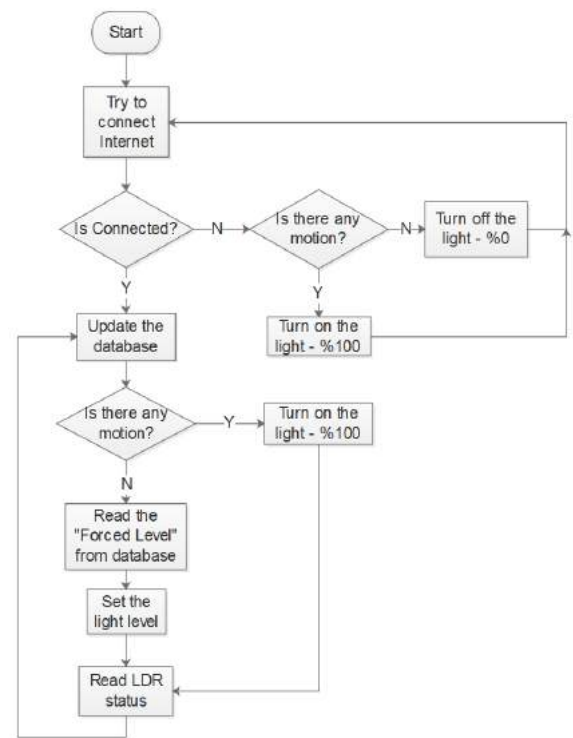 Start
Try to
connect
Internet
Is Connected?
N
Is there any
motion?
N
Turn off the
light - %0
Y
Y
Turn on the
light - %100
Update the
database
Is there any
motion?
Y
Turn on the
light - %100
N
Read the
"Forced Level"
from database
Set the
light level
Read LDR
status